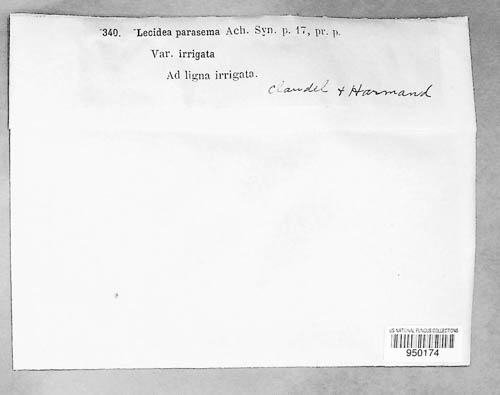 340. Lecidea parasema Ach. Syn. p. 17, pr. p.
Var. irrigata
Ad ligna irrigata.
Claudel & Harmand
US NATIONAL FUNGUS COLLECTIONS
950174